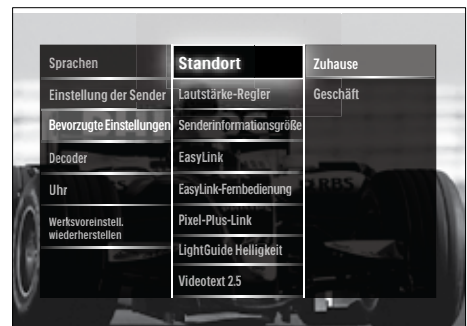 Sprachen
Einstellung der Sender
Bevorzugte Einstellungen
Decoder
Uhr
Werksvoreinstell.
wiederherstellen
Standort
Lautstärke-Regler
Senderinformationsgröße
EasyLink
EasyLink-Fernbedienung
Pixel-Plus-Link
LightGuide Helligkeit
Videotext 2.5
Zuhause
Geschäft
RBS